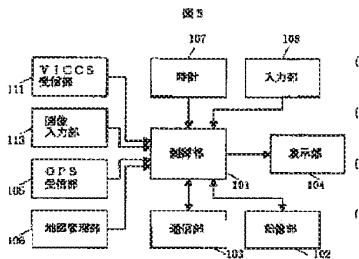 図3
107
108
VICCS
受信部
時計
入力部
111
画像
入力部
113
制御部
表示部
GPS
受信部
101
104
105
地図管理部
通信部
記憶部
106
103
102